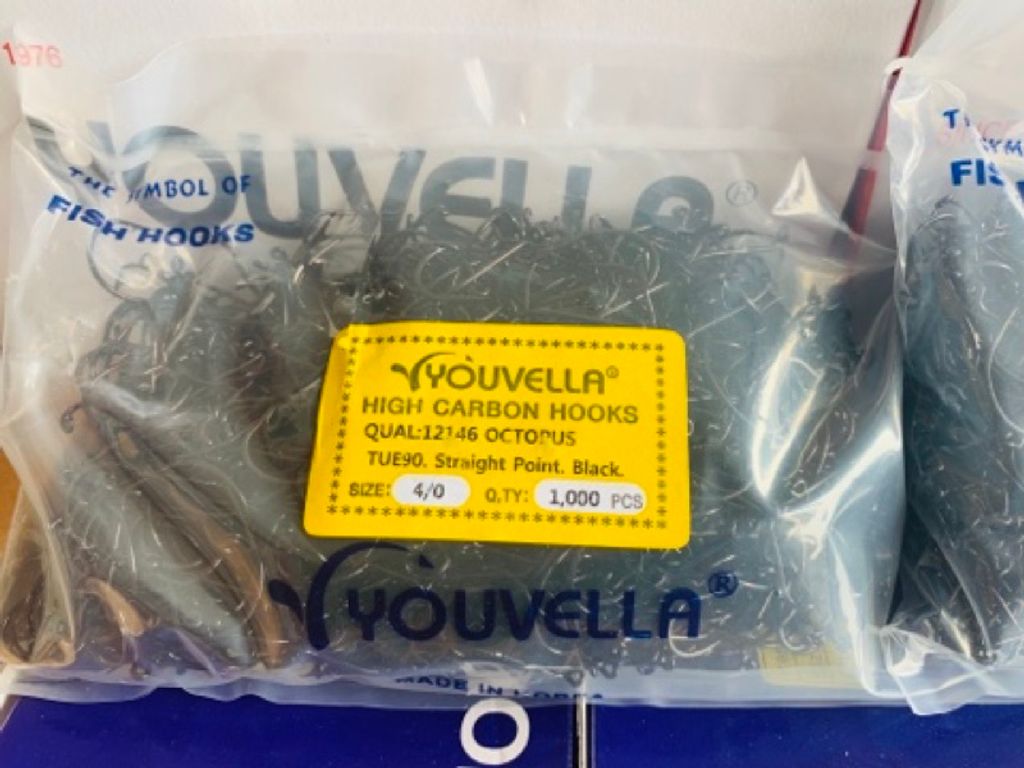 1976
YOUVELLA®
THE SYMBOL OF
FISH HOOKS
YOUVELLA®
HIGH CARBON HOOKS
QUAL:12146 OCTOPUS
TUE90. Straight Point. Black.
SIZE: 4/0 Q.TY: 1,000 PCS
YOUVELLA®
MADE IN KOREA